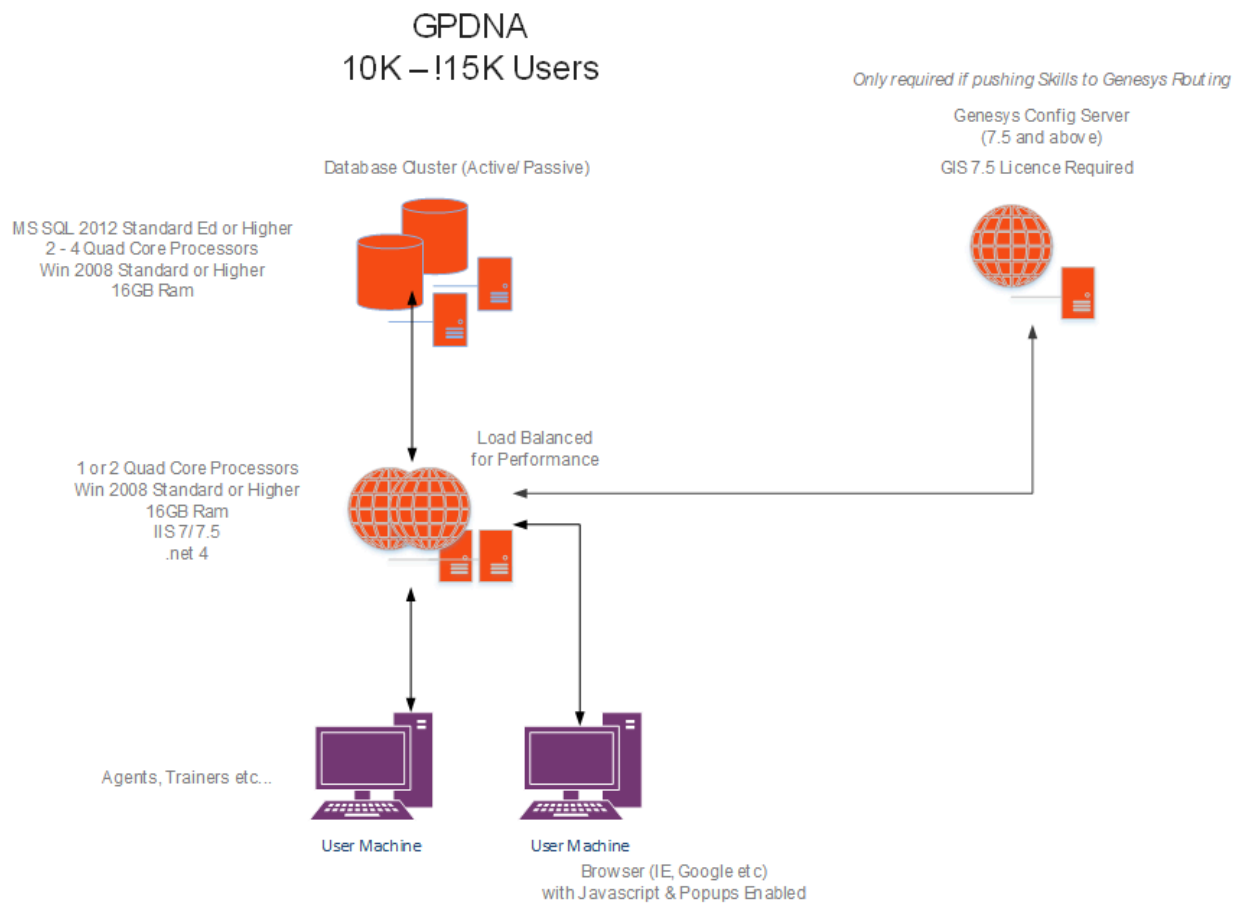 GPDNA
10K – !15K Users
Only required if pushing Skills to Genesys Routing
Genesys Config Server
(7.5 and above)
GIS 7.5 Licence Required
Database Cluster (Active/ Passive)
MS SQL 2012 Standard Ed or Higher
2 - 4 Quad Core Processors
Win 2008 Standard or Higher
16GB Ram
Load Balanced
for Performance
1 or 2 Quad Core Processors
Win 2008 Standard or Higher
16GB Ram
IIS 7/ 7.5
.net 4
Agents, Trainers etc...
User Machine
User Machine
Browser (IE, Google etc)
with Javascript & Popups Enabled